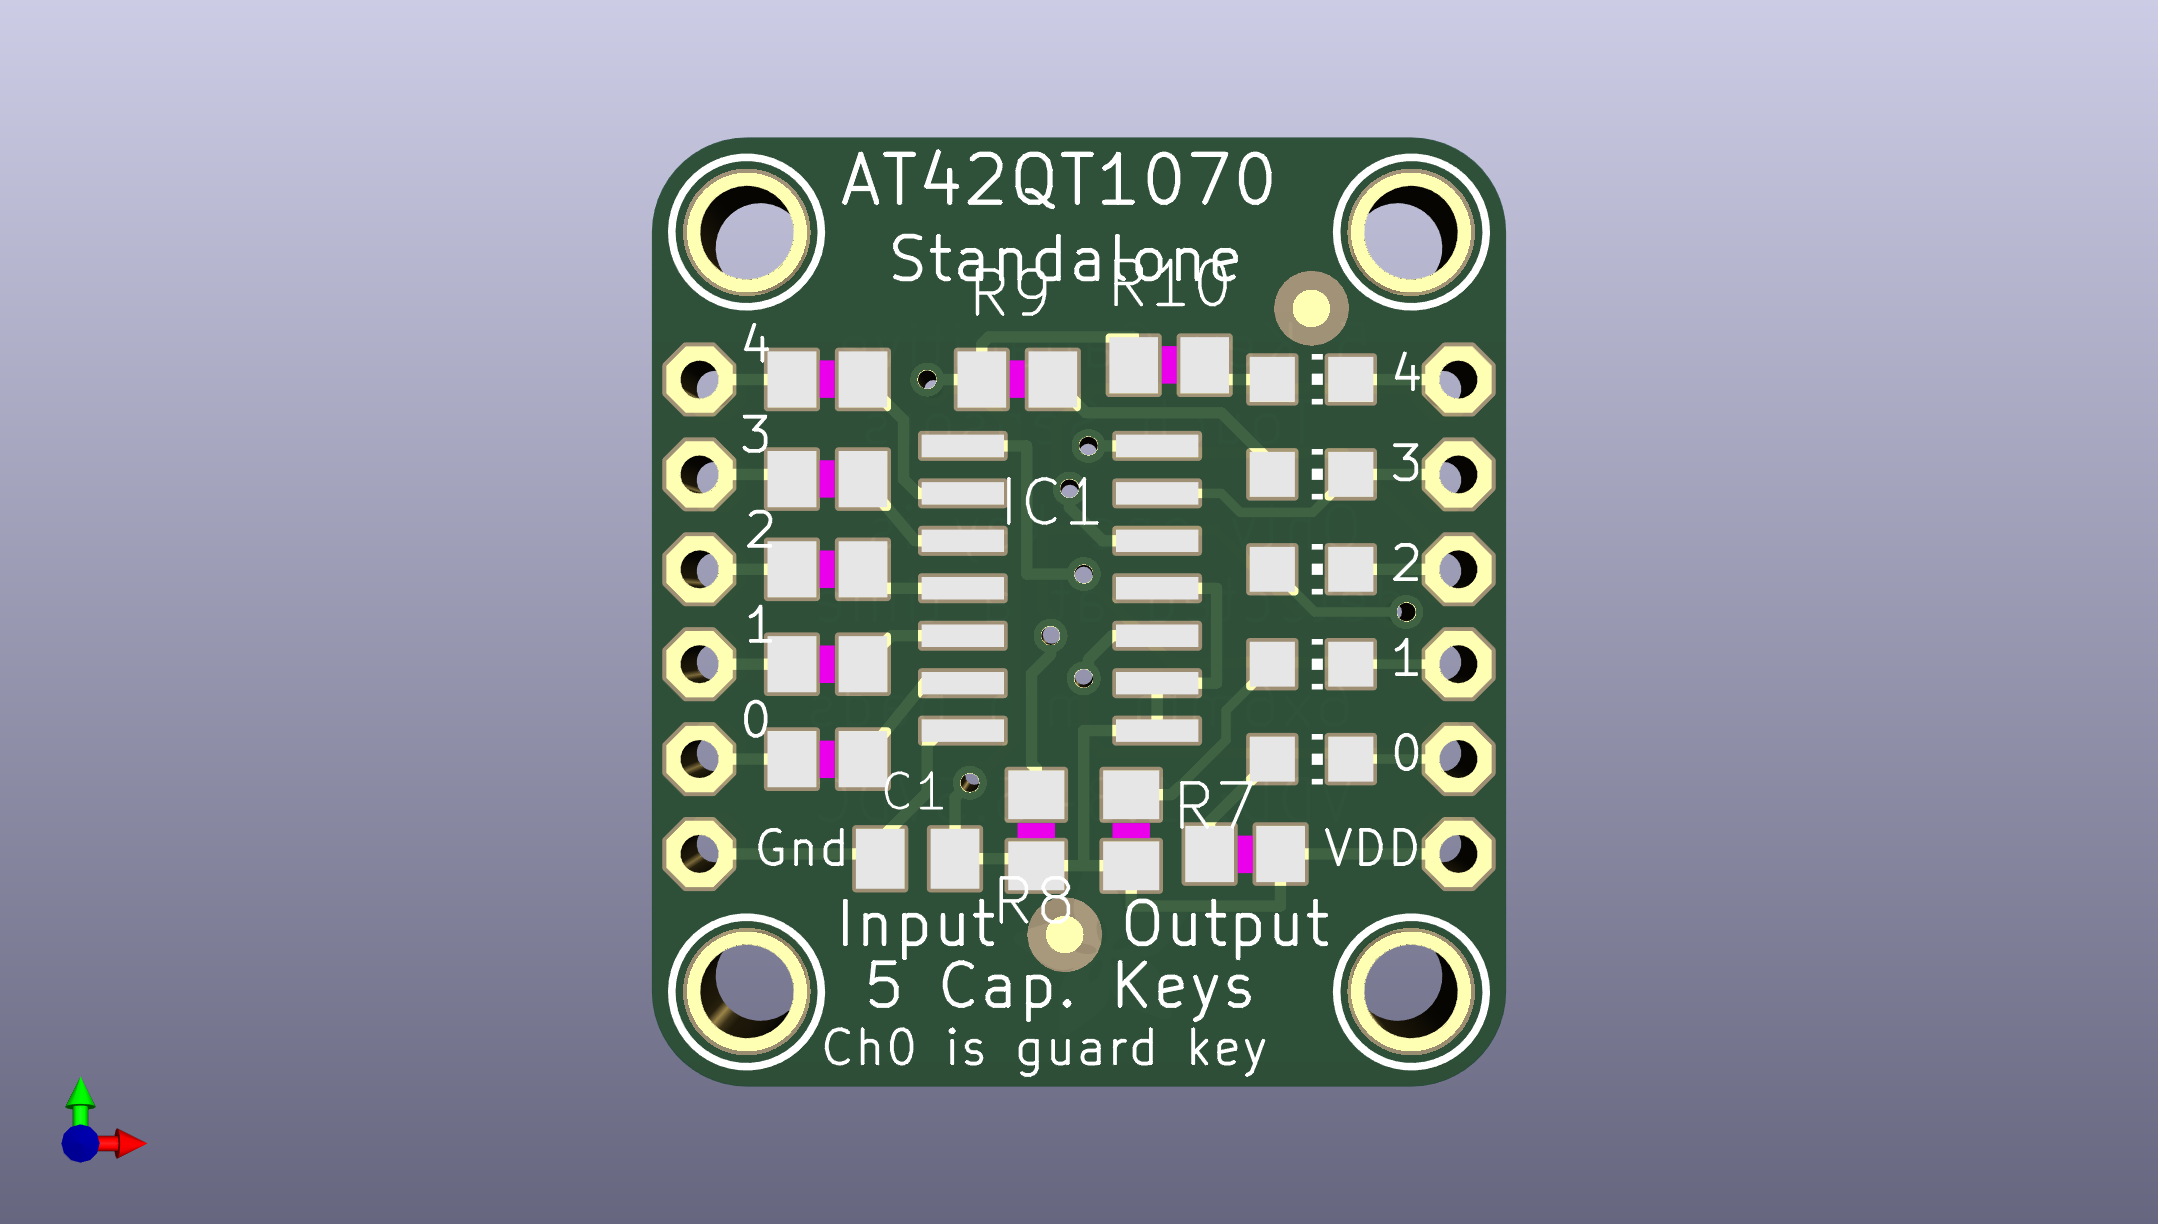 AT42QT1070
Standalone
R9 R10
4 4
3 3
IC1
2 2
1 1
0 0
C1 R7
Gnd VDD
R8
Input Output
5 Cap. Keys
Ch0 is guard key